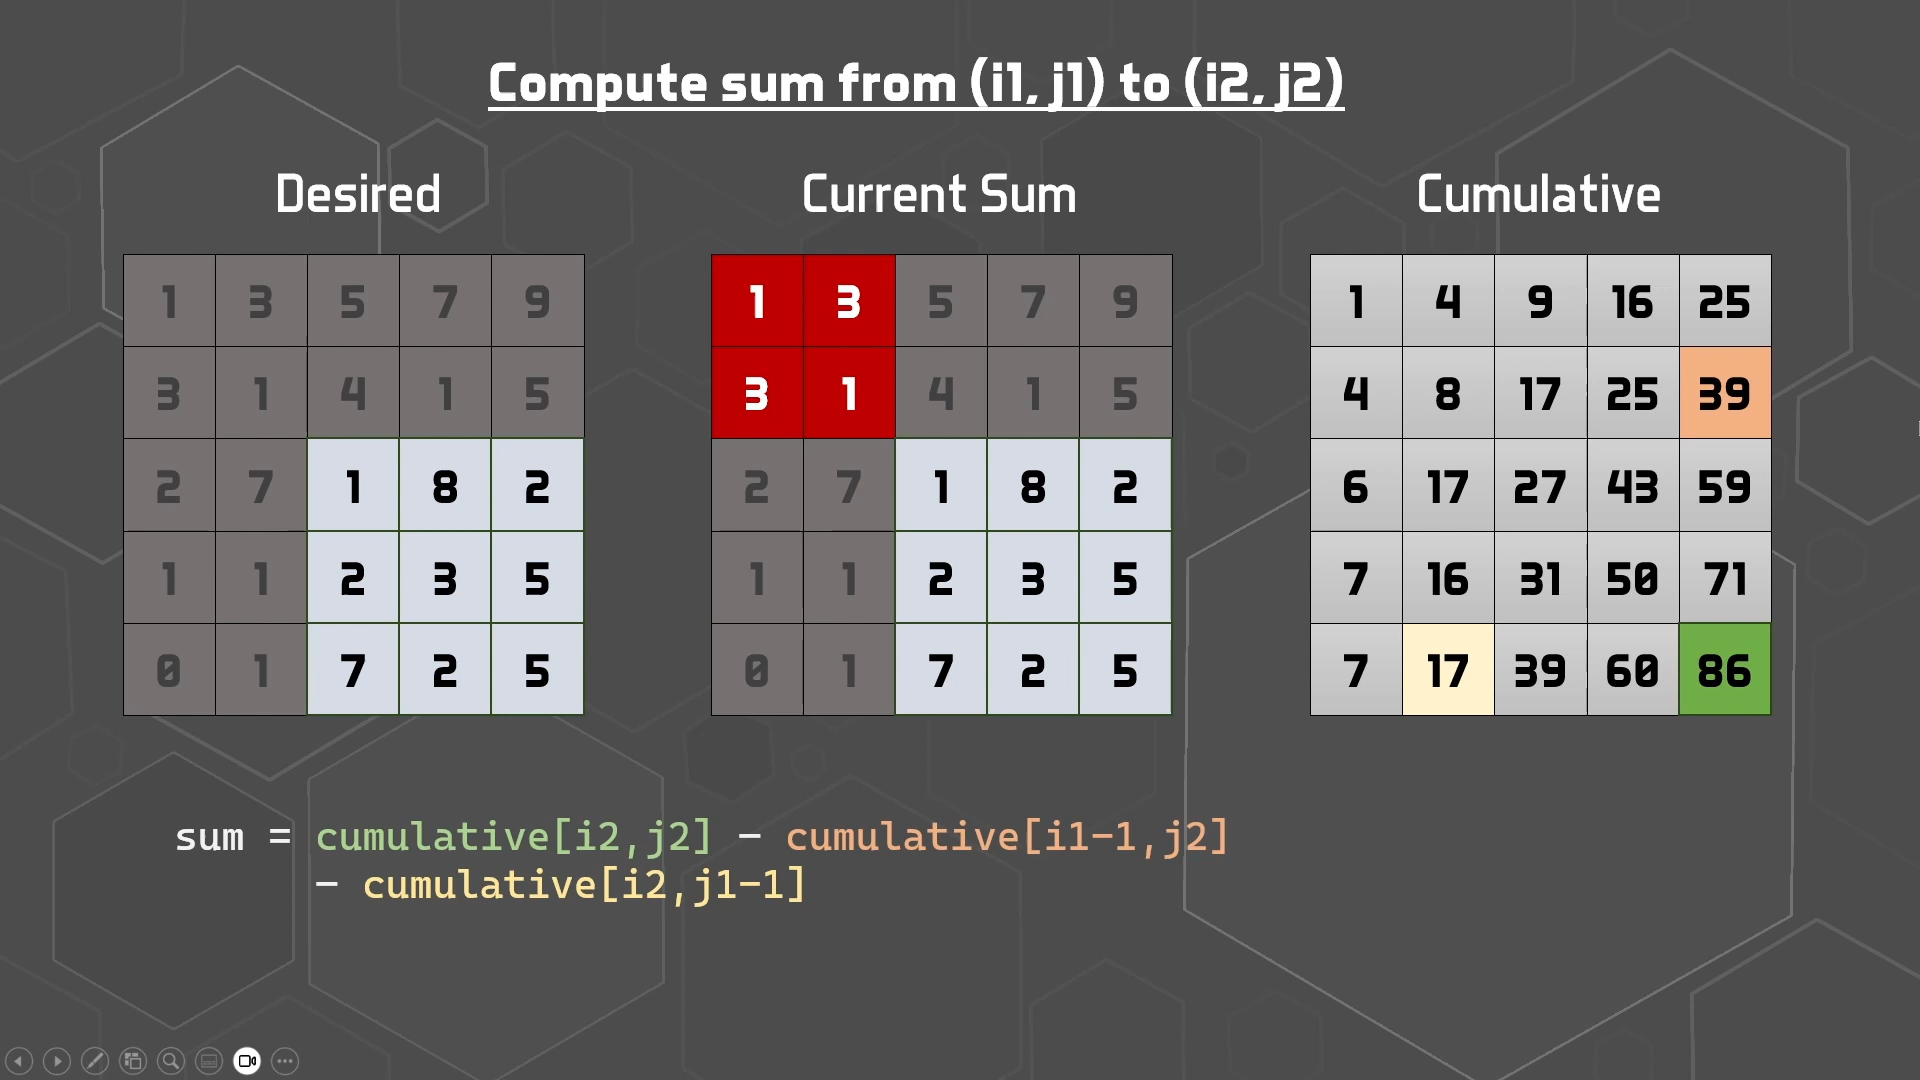 Compute sum from (i1, j1) to (i2, j2)
Desired Current Sum Cumulative
1 3 5 7 9 1 3 5 7 9 1 4 9 16 25
3 1 4 1 5 3 1 4 1 5 4 8 17 25 39
2 7 1 8 2 2 7 1 8 2 6 17 27 43 59
1 1 2 3 5 1 1 2 3 5 7 16 31 50 71
0 1 7 2 5 0 1 7 2 5 7 17 39 60 86
sum = cumulative[i2,j2] - cumulative[i1-1,j2]
- cumulative[i2,j1-1]